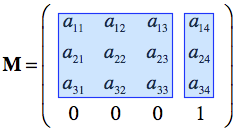 a₁₁ a₁₂ a₁₃ a₁₄
M = a₂₁ a₂₂ a₂₃ a₂₄
a₃₁ a₃₂ a₃₃ a₃₄
0 0 0 1